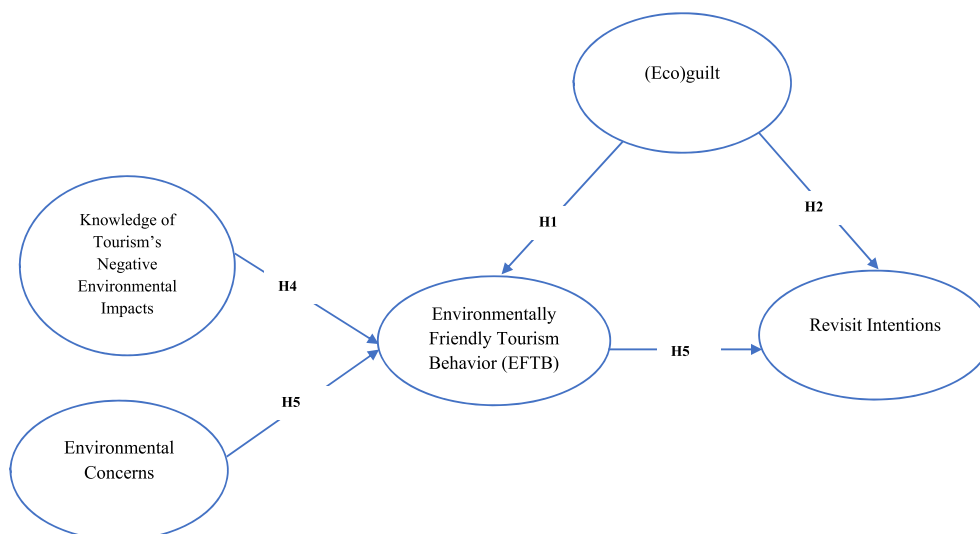 (Eco)guilt
H1
H2
Knowledge of
Tourism's
Negative
Environmental
Impacts
H4
Environmentally
Friendly Tourism
Behavior (EFTB)
H5
Revisit Intentions
H5
Environmental
Concerns